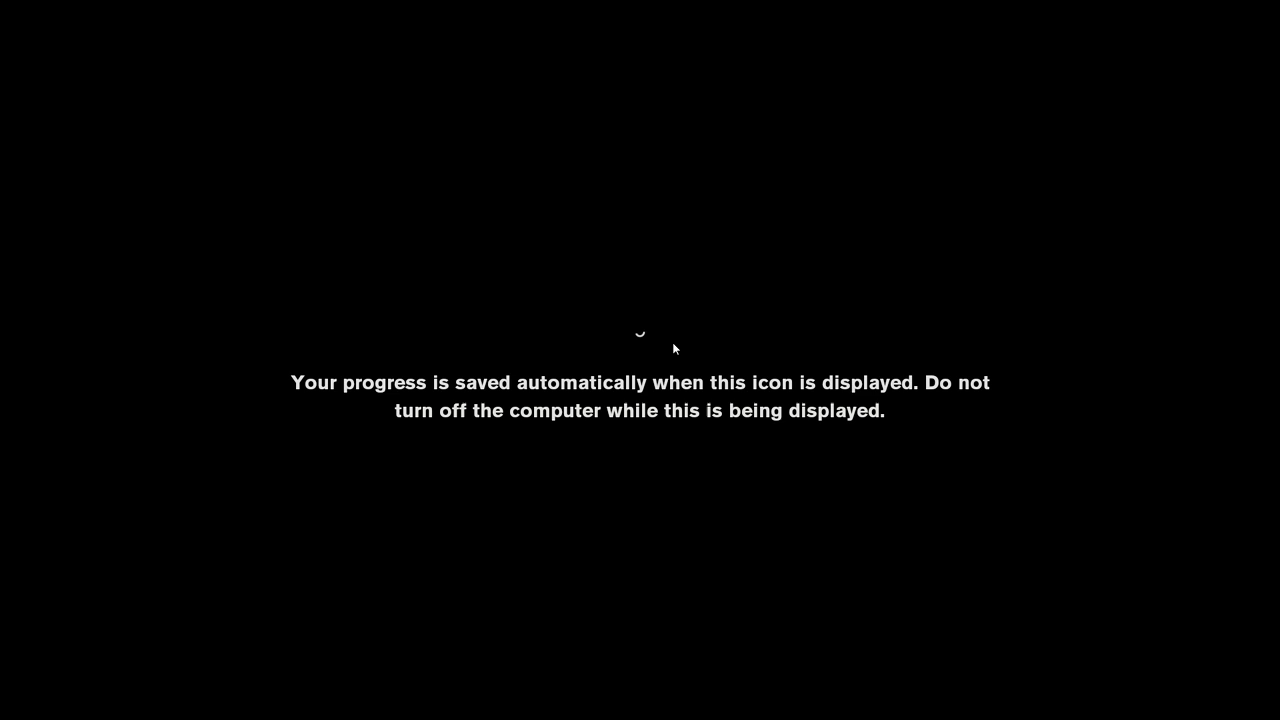 Your progress is saved automatically when this icon is displayed. Do not
turn off the computer while this is being displayed.